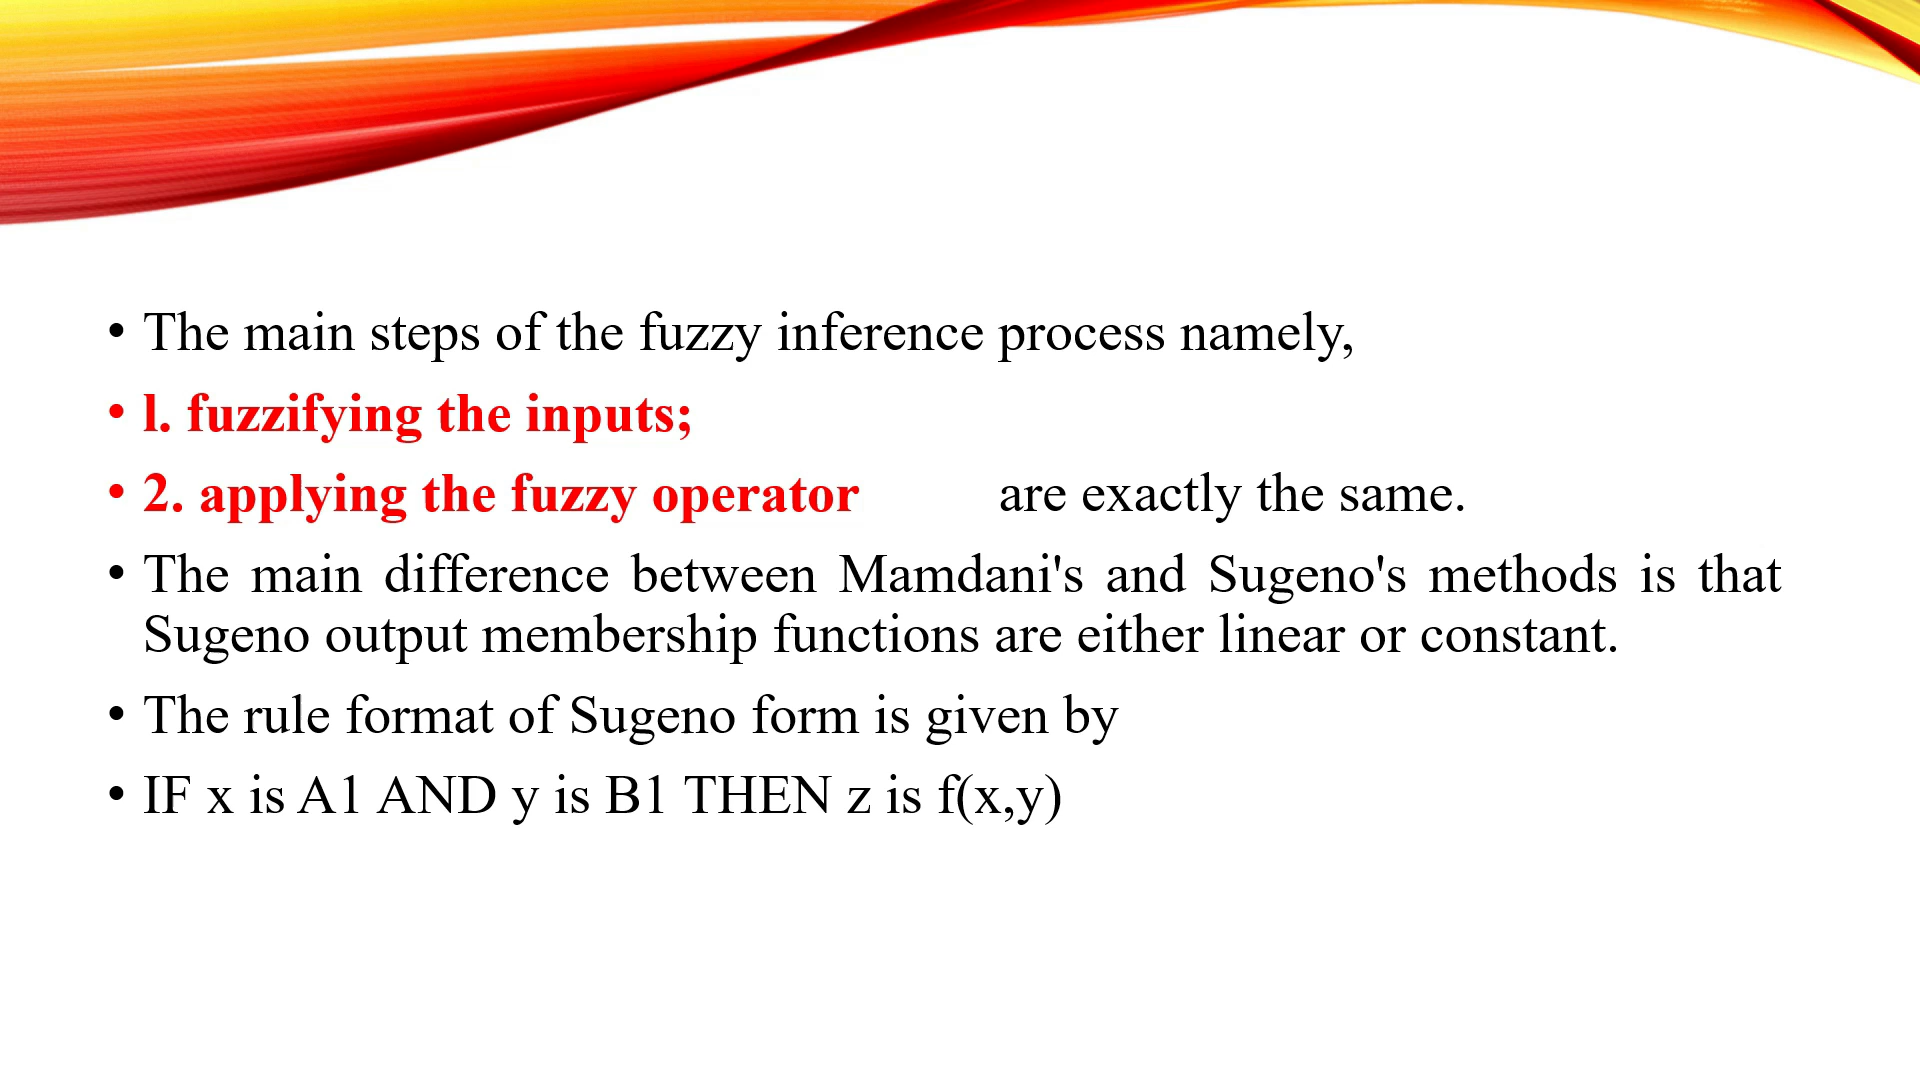 • The main steps of the fuzzy inference process namely,
• l. fuzzifying the inputs;
• 2. applying the fuzzy operator are exactly the same.
• The main difference between Mamdani's and Sugeno's methods is that
Sugeno output membership functions are either linear or constant.
• The rule format of Sugeno form is given by
• IF x is A1 AND y is B1 THEN z is f(x,y)